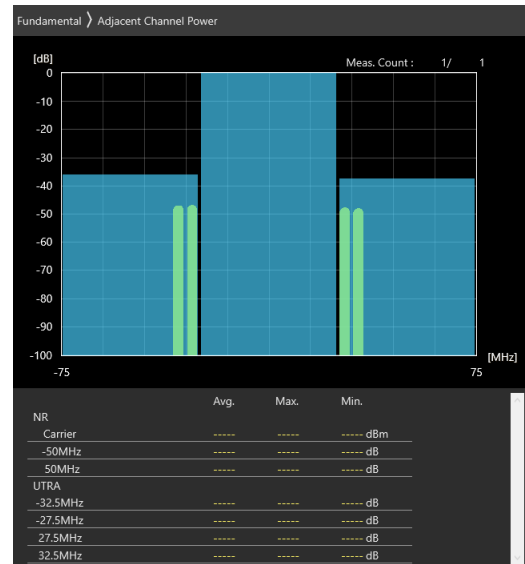 Fundamental 〉 Adjacent Channel Power
[dB]
Meas. Count : 1/ 1
0
-10
-20
-30
-40
-50
-60
-70
-80
-90
-100
[MHz]
-75 75
Avg. Max. Min.
NR
Carrier ----- ----- ----- dBm
-50MHz ----- ----- ----- dB
50MHz ----- ----- ----- dB
UTRA
-32.5MHz ----- ----- ----- dB
-27.5MHz ----- ----- ----- dB
27.5MHz ----- ----- ----- dB
32.5MHz ----- ----- ----- dB